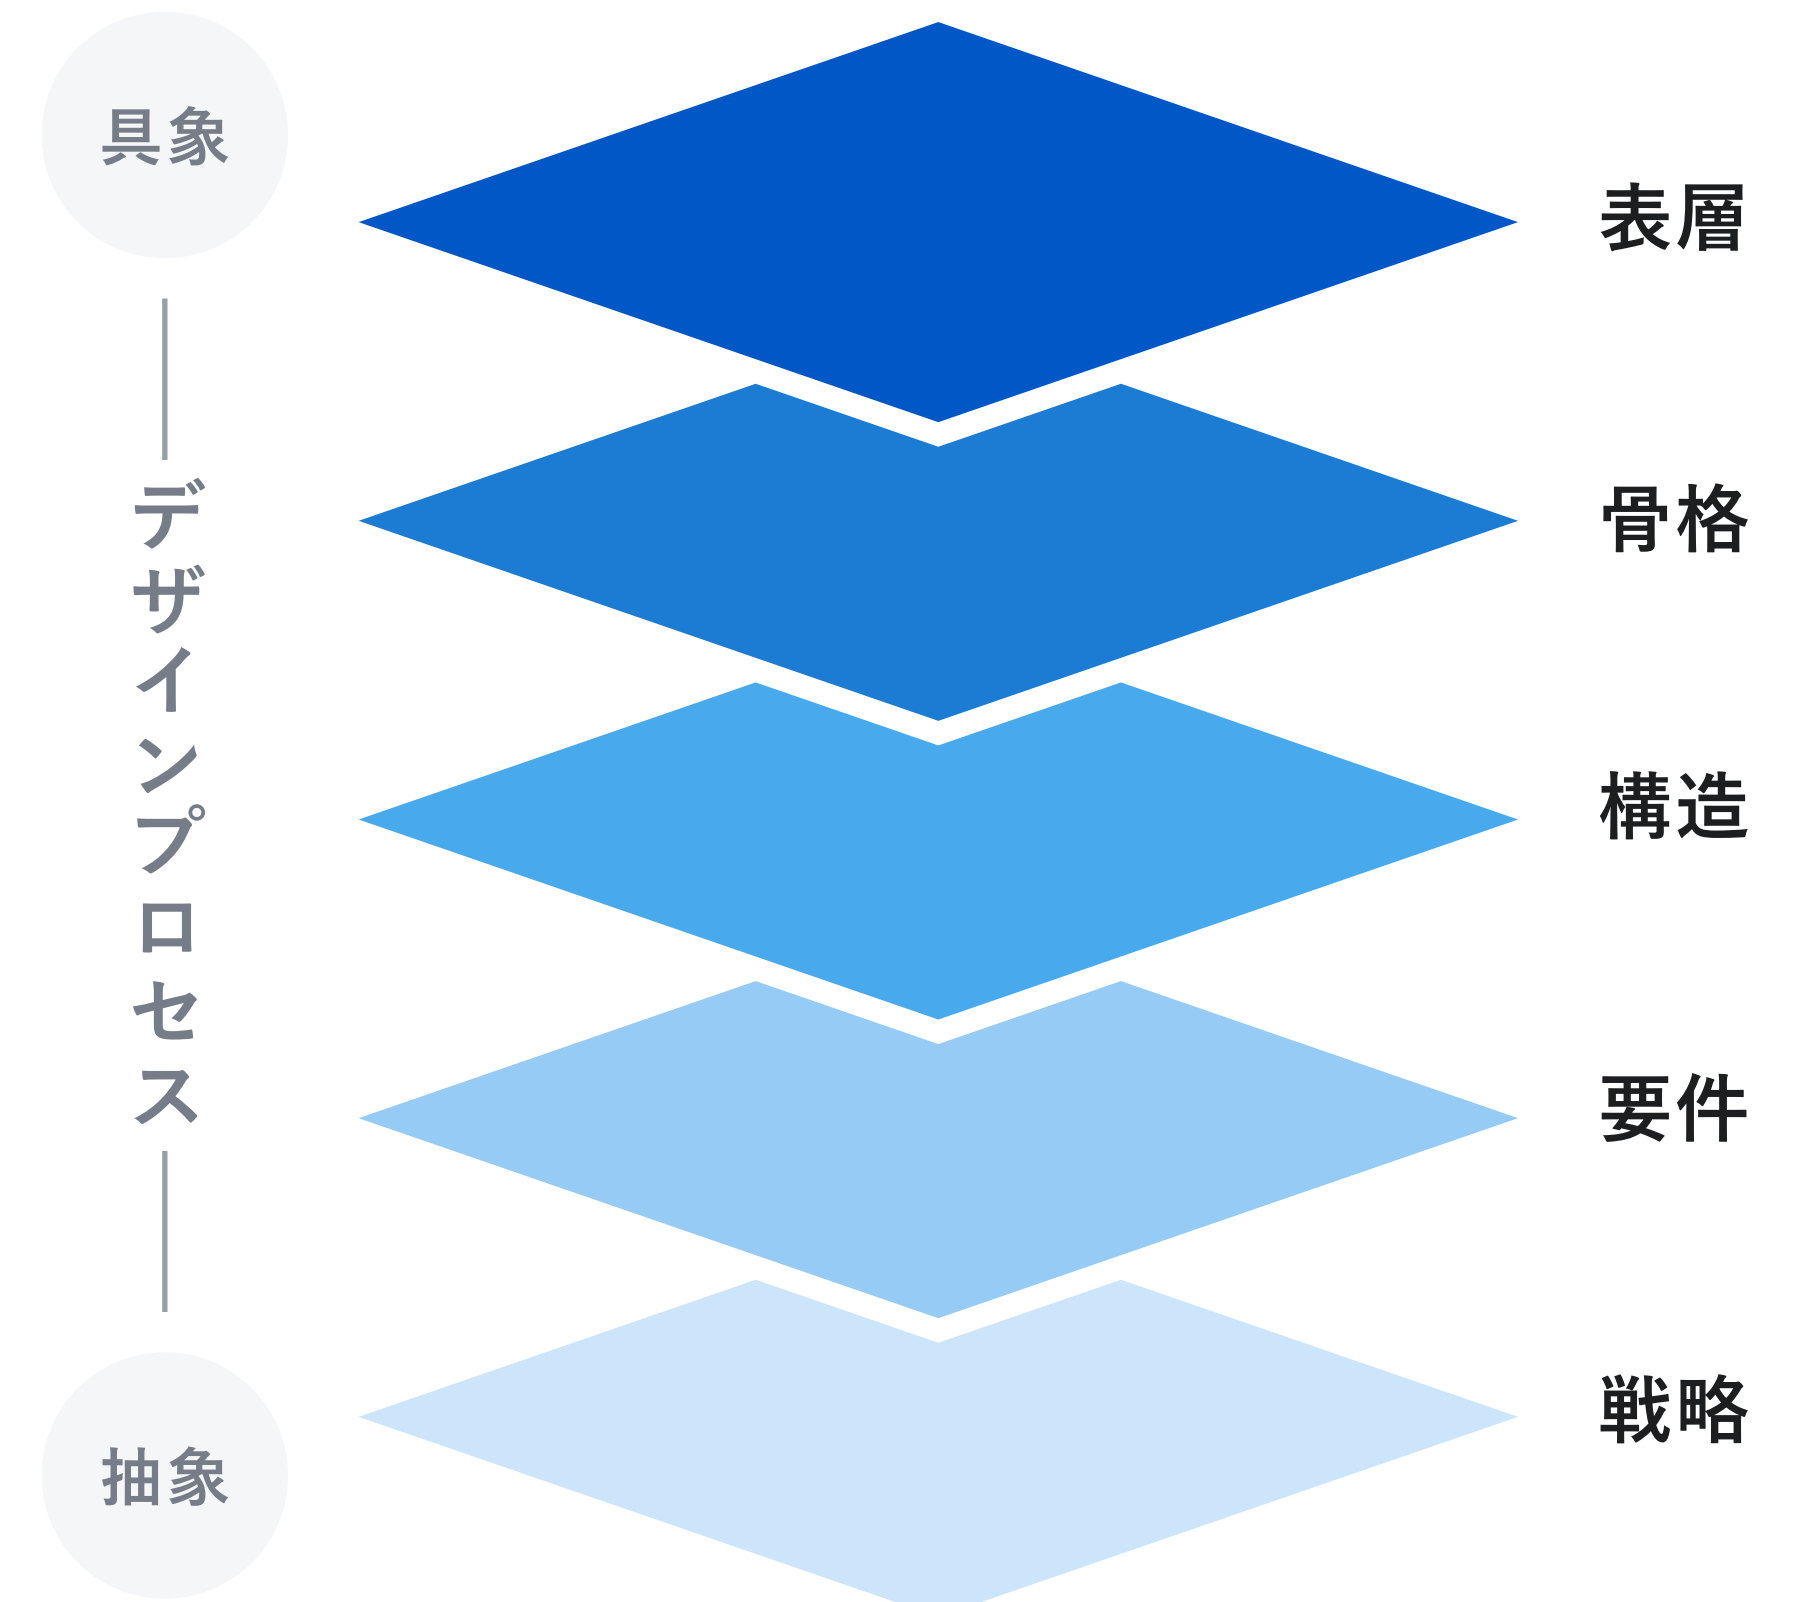 具象
デザインプロセス
抽象
表層
骨格
構造
要件
戦略